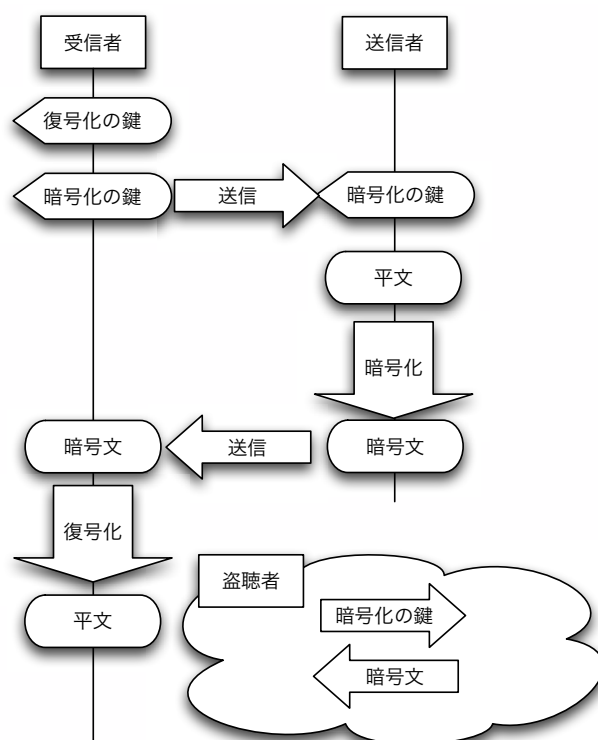 受信者
送信者
復号化の鍵
暗号化の鍵
送信
暗号化の鍵
平文
暗号化
暗号文
送信
暗号文
復号化
平文
盗聴者
暗号化の鍵
暗号文